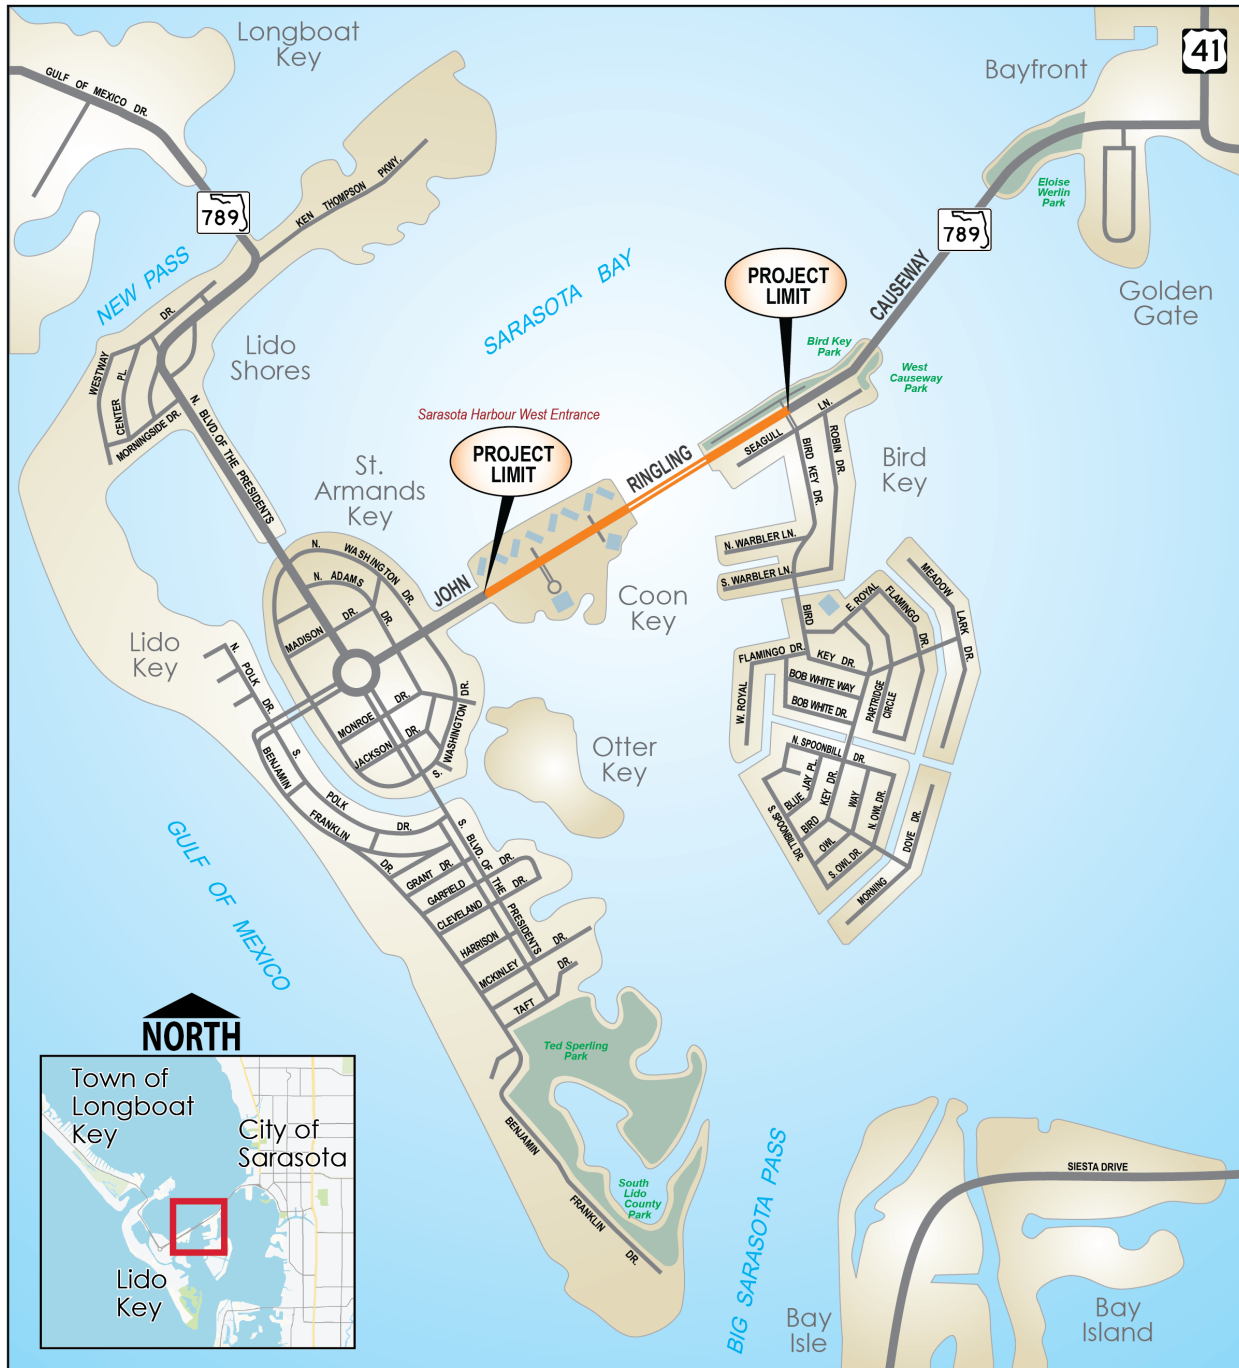 Longboat
Key
GULF OF MEXICO DR.
41
Bayfront
789
KEN THOMPSON PKWY.
Eloise
Werlin
Park
789
NEW PASS
SARASOTA BAY
PROJECT
LIMIT
CAUSEWAY
Golden
Gate
WESTWAY DR.
CENTER PL.
MORNINGSIDE DR.
Lido
Shores
Bird Key
Park
West
Causeway
Park
N. BLVD. OF THE PRESIDENTS
Sarasota Harbour West Entrance
PROJECT
LIMIT
SEAGULL LN.
ROBIN DR.
BIRD KEY DR.
Bird
Key
St.
Armands
Key
JOHN RINGLING
N. WASHINGTON DR.
N. ADAMS DR.
MADISON DR.
N. WARBLER LN.
S. WARBLER LN.
Coon
Key
MEADOW LARK DR.
E. ROYAL FLAMINGO DR.
BIRD KEY DR.
Lido
Key
N. POLK DR.
FLAMINGO DR.
W. ROYAL
BOB WHITE WAY
BOB WHITE DR.
PARTRIDGE
CIRCLE
MONROE DR.
JACKSON DR.
S. WASHINGTON DR.
Otter
Key
N. SPOONBILL DR.
BLUE JAY PL.
BIRD KEY DR.
OWL WAY
N. OWL DR.
S. SPOONBILL DR.
S. OWL DR.
MORNING DOVE DR.
S. POLK DR.
BENJAMIN FRANKLIN DR.
S. BLVD. OF THE PRESIDENTS
GRANT DR.
GARFIELD DR.
CLEVELAND DR.
HARRISON
MCKINLEY DR.
TAFT DR.
GULF OF MEXICO
NORTH
Ted Sperling
Park
BENJAMIN FRANKLIN DR.
South
Lido
County
Park
BIG SARASOTA PASS
SIESTA DRIVE
Bay
Isle
Bay
Island
Town of
Longboat
Key
City of
Sarasota
Lido
Key